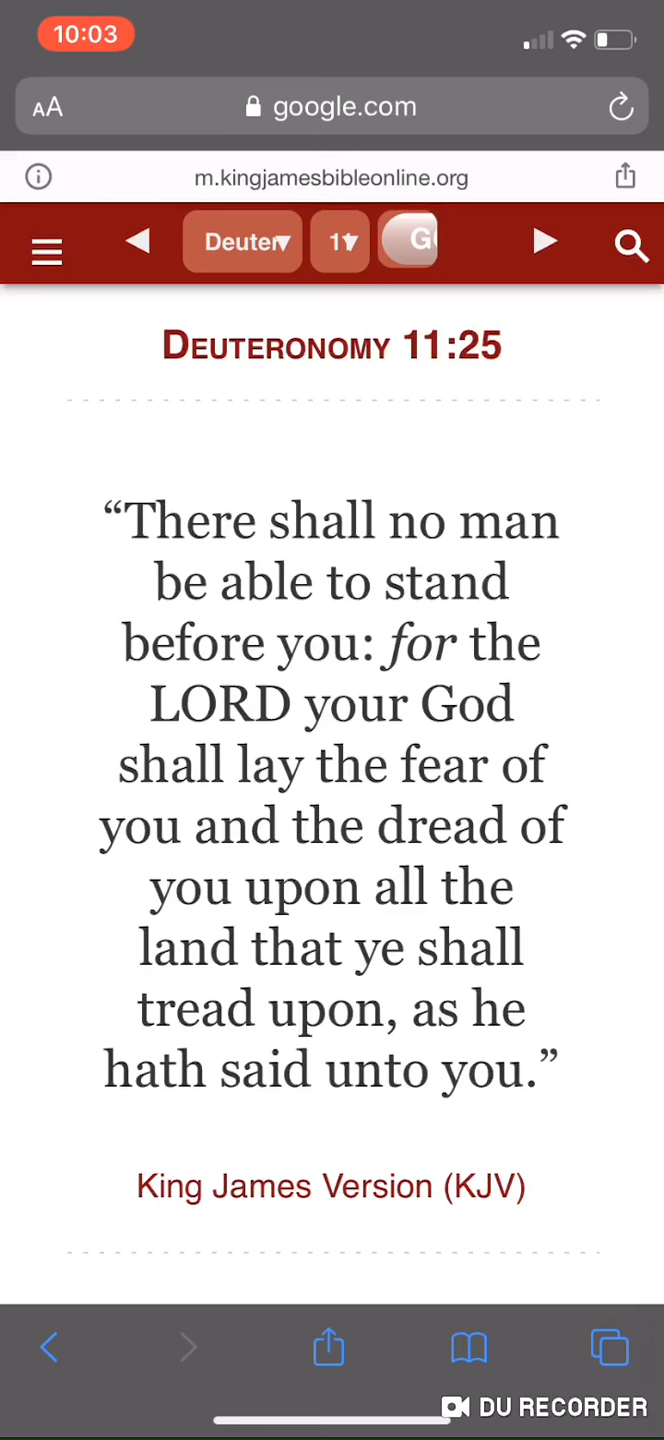 10:03
AA google.com
m.kingjamesbibleonline.org
Deuter 11 G
DEUTERONOMY 11:25
“There shall no man
be able to stand
before you: for the
LORD your God
shall lay the fear of
you and the dread of
you upon all the
land that ye shall
tread upon, as he
hath said unto you.”
King James Version (KJV)
DU RECORDER